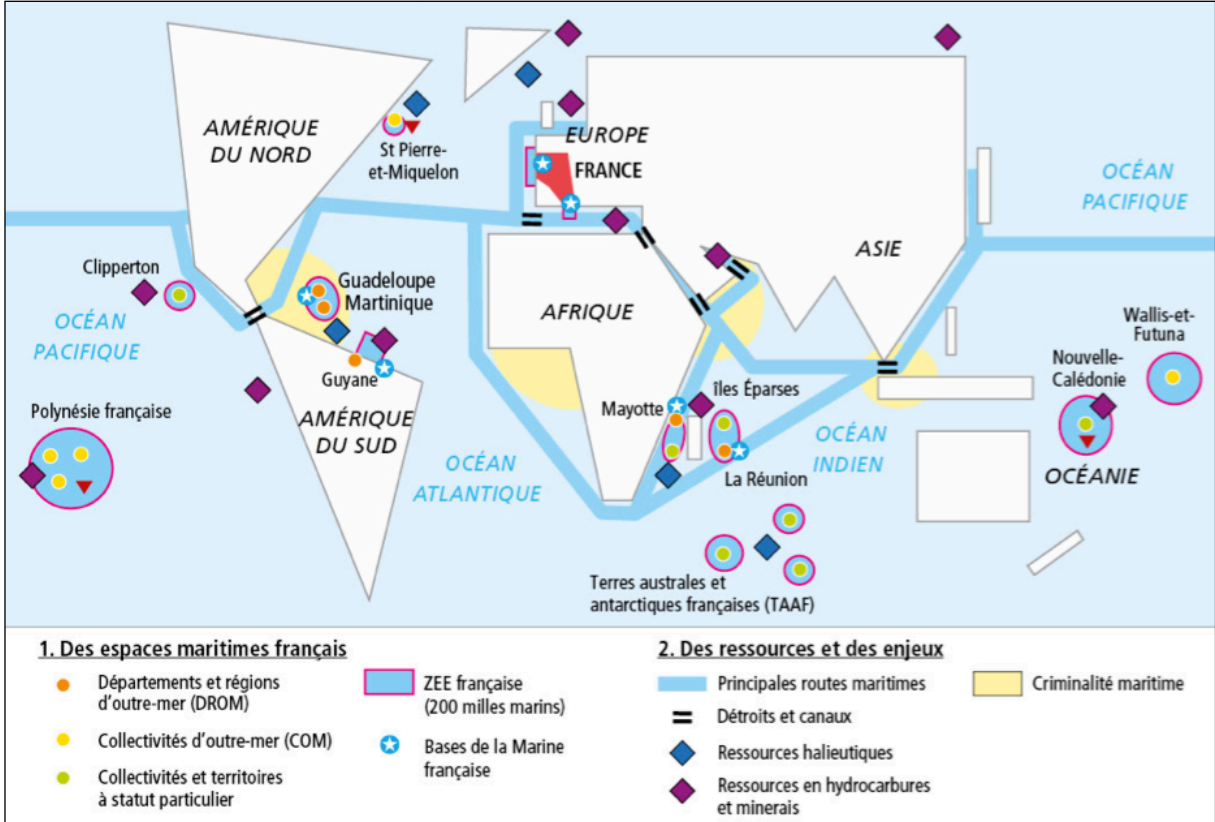 AMÉRIQUE
DU NORD
St Pierre-
et-Miquelon
EUROPE
FRANCE
OCÉAN
PACIFIQUE
ASIE
Clipperton
Guadeloupe
Martinique
AFRIQUE
OCÉAN
PACIFIQUE
Wallis-et-
Futuna
Nouvelle-
Calédonie
Guyane
îles Éparses
Mayotte
Polynésie française
AMÉRIQUE
DU SUD
OCÉAN
INDIEN
OCÉAN
ATLANTIQUE
La Réunion
OCÉANIE
Terres australes et
antarctiques françaises (TAAF)
1. Des espaces maritimes français
Départements et régions
d'outre-mer (DROM)
Collectivités d'outre-mer (COM)
Collectivités et territoires
à statut particulier
ZEE française
(200 milles marins)
Bases de la Marine
française
2. Des ressources et des enjeux
Principales routes maritimes
Détroits et canaux
Ressources halieutiques
Ressources en hydrocarbures
et minerais
Criminalité maritime